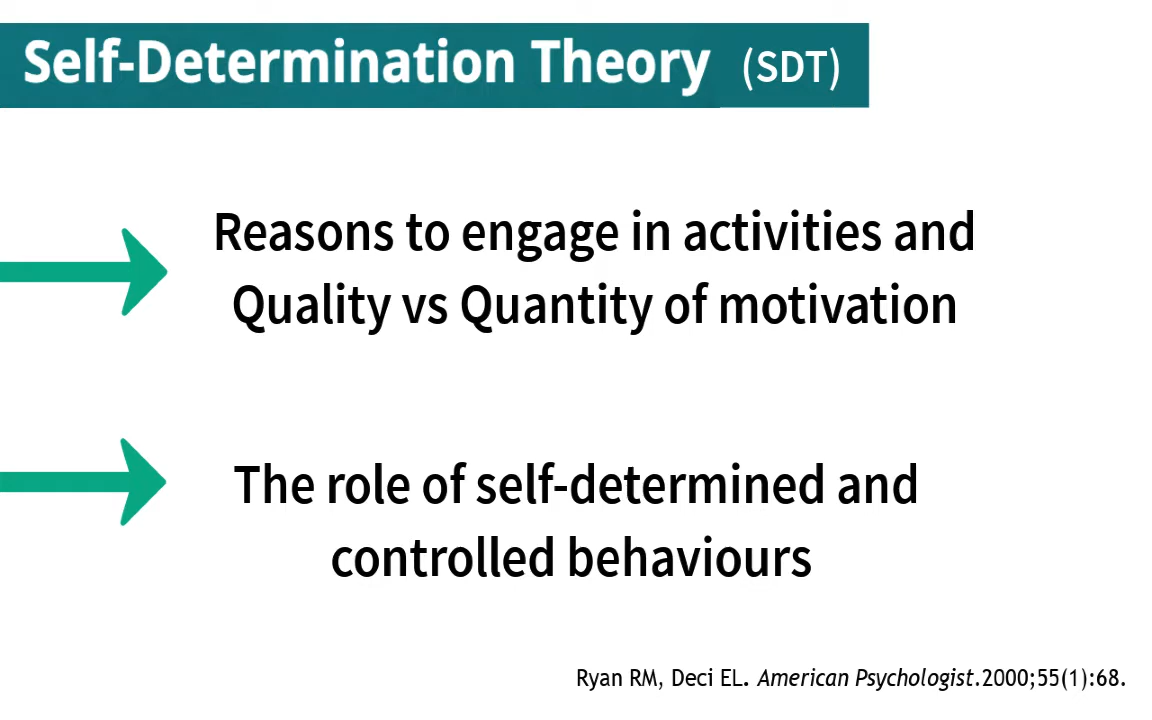 Self-Determination Theory (SDT)
Reasons to engage in activities and
Quality vs Quantity of motivation
The role of self-determined and
controlled behaviours
Ryan RM, Deci EL. American Psychologist.2000;55(1):68.